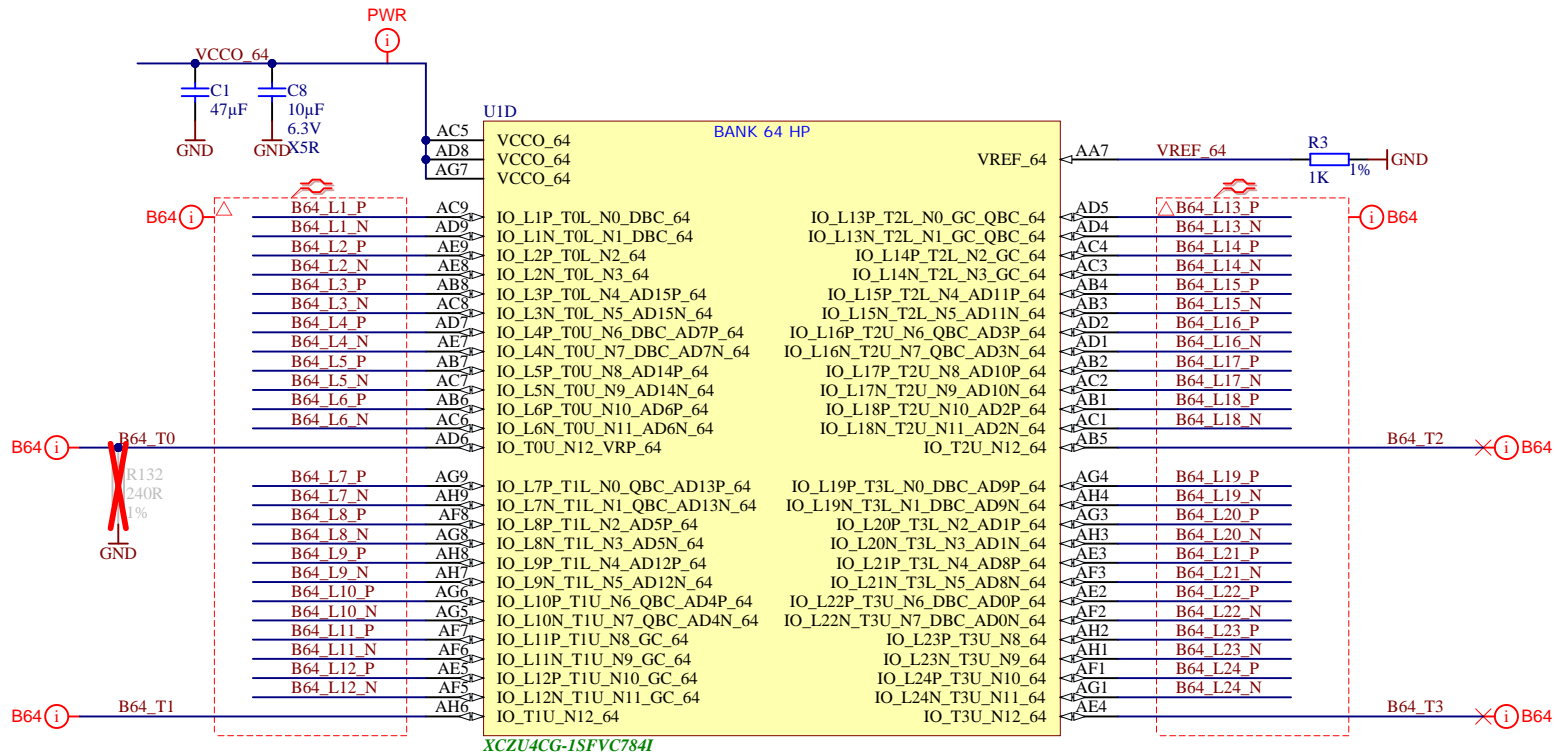 PWR
i
VCCO_64
C1
47µF
C8
10µF
6.3V
X5R
GND
GND
U1D
BANK 64 HP
AC5 VCCO_64
AD8 VCCO_64
AG7 VCCO_64
VREF_64 AA7 VREF_64
R3
1K
1%
GND
B64 i
i B64
B64_L1_P AC9 IO_L1P_T0L_N0_DBC_64 IO_L13P_T2L_N0_GC_QBC_64 AD5 B64_L13_P
B64_L1_N AD9 IO_L1N_T0L_N1_DBC_64 IO_L13N_T2L_N1_GC_QBC_64 AD4 B64_L13_N
B64_L2_P AE9 IO_L2P_T0L_N2_64 IO_L14P_T2L_N2_GC_64 AC4 B64_L14_P
B64_L2_N AE8 IO_L2N_T0L_N3_64 IO_L14N_T2L_N3_GC_64 AC3 B64_L14_N
B64_L3_P AB8 IO_L3P_T0L_N4_AD15P_64 IO_L15P_T2L_N4_AD11P_64 AB4 B64_L15_P
B64_L3_N AC8 IO_L3N_T0L_N5_AD15N_64 IO_L15N_T2L_N5_AD11N_64 AB3 B64_L15_N
B64_L4_P AD7 IO_L4P_T0U_N6_DBC_AD7P_64 IO_L16P_T2U_N6_QBC_AD3P_64 AD2 B64_L16_P
B64_L4_N AE7 IO_L4N_T0U_N7_DBC_AD7N_64 IO_L16N_T2U_N7_QBC_AD3N_64 AD1 B64_L16_N
B64_L5_P AB7 IO_L5P_T0U_N8_AD14P_64 IO_L17P_T2U_N8_AD10P_64 AB2 B64_L17_P
B64_L5_N AC7 IO_L5N_T0U_N9_AD14N_64 IO_L17N_T2U_N9_AD10N_64 AC2 B64_L17_N
B64_L6_P AB6 IO_L6P_T0U_N10_AD6P_64 IO_L18P_T2U_N10_AD2P_64 AB1 B64_L18_P
B64_L6_N AC6 IO_L6N_T0U_N11_AD6N_64 IO_L18N_T2U_N11_AD2N_64 AC1 B64_L18_N
B64 i B64_T0 AD6 IO_T0U_N12_VRP_64 IO_T2U_N12_64 AB5 B64_T2 i B64
R132
240R
1%
GND
B64_L7_P AG9 IO_L7P_T1L_N0_QBC_AD13P_64 IO_L19P_T3L_N0_DBC_AD9P_64 AG4 B64_L19_P
B64_L7_N AH9 IO_L7N_T1L_N1_QBC_AD13N_64 IO_L19N_T3L_N1_DBC_AD9N_64 AH4 B64_L19_N
B64_L8_P AF8 IO_L8P_T1L_N2_AD5P_64 IO_L20P_T3L_N2_AD1P_64 AG3 B64_L20_P
B64_L8_N AG8 IO_L8N_T1L_N3_AD5N_64 IO_L20N_T3L_N3_AD1N_64 AH3 B64_L20_N
B64_L9_P AH8 IO_L9P_T1L_N4_AD12P_64 IO_L21P_T3L_N4_AD8P_64 AE3 B64_L21_P
B64_L9_N AH7 IO_L9N_T1L_N5_AD12N_64 IO_L21N_T3L_N5_AD8N_64 AF3 B64_L21_N
B64_L10_P AG6 IO_L10P_T1U_N6_QBC_AD4P_64 IO_L22P_T3U_N6_DBC_AD0P_64 AE2 B64_L22_P
B64_L10_N AG5 IO_L10N_T1U_N7_QBC_AD4N_64 IO_L22N_T3U_N7_DBC_AD0N_64 AF2 B64_L22_N
B64_L11_P AF7 IO_L11P_T1U_N8_GC_64 IO_L23P_T3U_N8_64 AH2 B64_L23_P
B64_L11_N AF6 IO_L11N_T1U_N9_GC_64 IO_L23N_T3U_N9_64 AH1 B64_L23_N
B64_L12_P AE5 IO_L12P_T1U_N10_GC_64 IO_L24P_T3U_N10_64 AF1 B64_L24_P
B64_L12_N AF5 IO_L12N_T1U_N11_GC_64 IO_L24N_T3U_N11_64 AG1 B64_L24_N
B64 i B64_T1 AH6 IO_T1U_N12_64 IO_T3U_N12_64 AE4 B64_T3 i B64
XCZU4CG-1SFVC784I